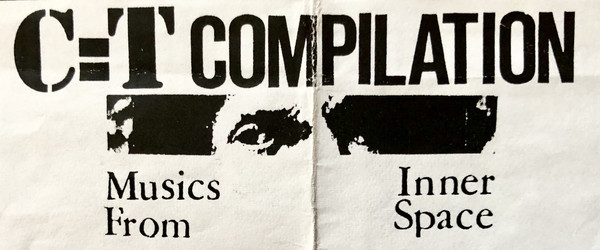 C=T COMPILATION
Musics Inner
From Space